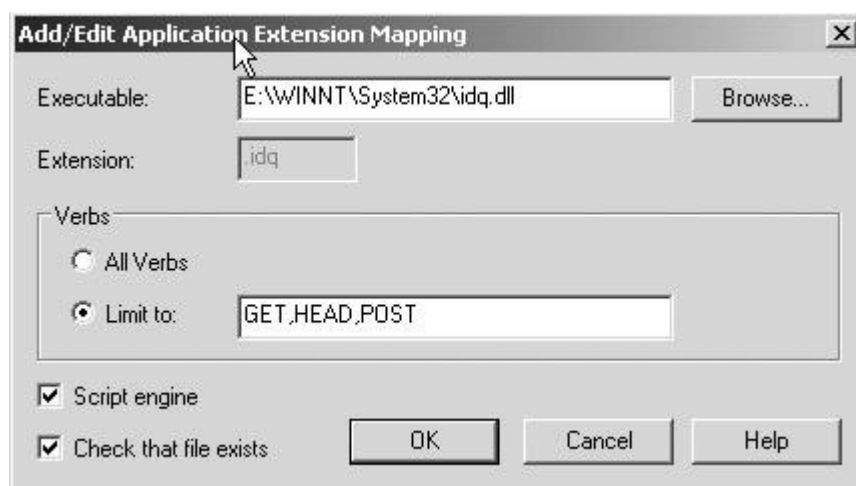 Add/Edit Application Extension Mapping
Executable: E:\WINNT\System32\idq.dll Browse...
Extension: .idq
Verbs
All Verbs
Limit to: GET,HEAD,POST
Script engine
Check that file exists OK Cancel Help